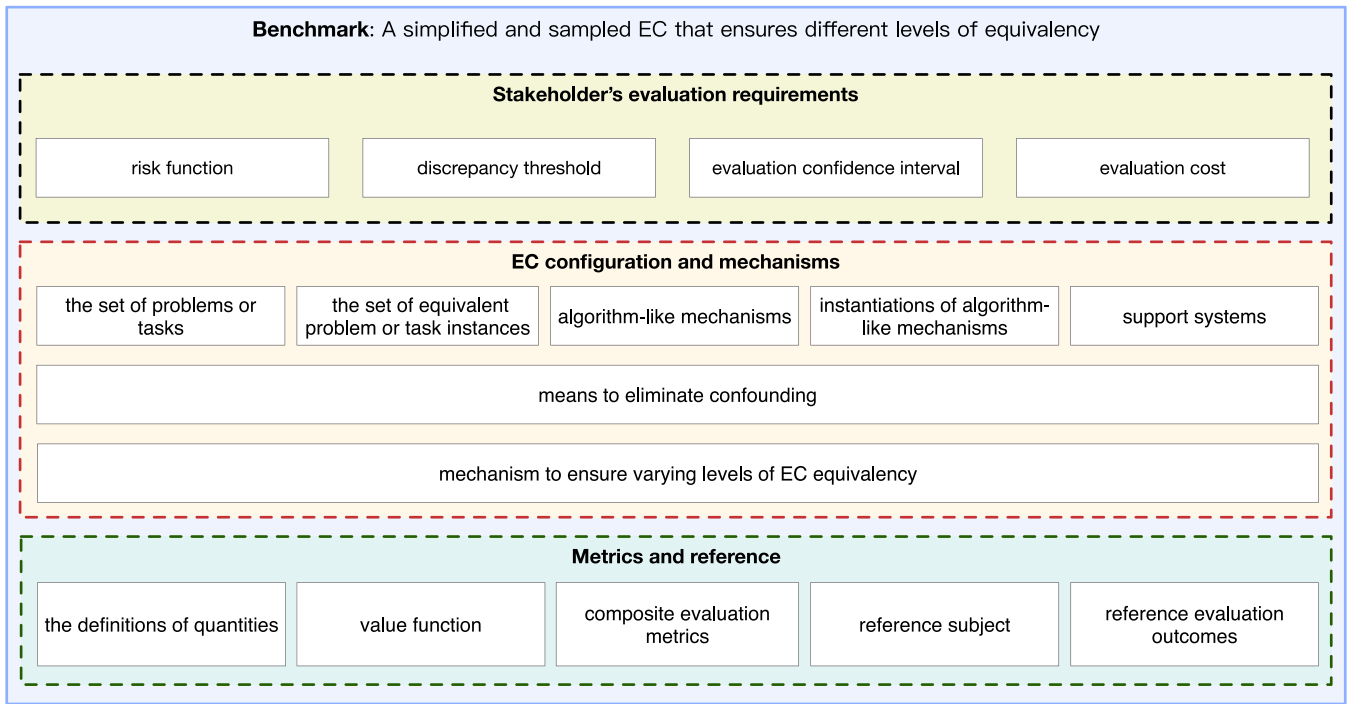 Benchmark: A simplified and sampled EC that ensures different levels of equivalency
Stakeholder's evaluation requirements
risk function
discrepancy threshold
evaluation confidence interval
evaluation cost
EC configuration and mechanisms
the set of problems or
tasks
the set of equivalent
problem or task instances
algorithm-like mechanisms
instantiations of algorithm-
like mechanisms
support systems
means to eliminate confounding
mechanism to ensure varying levels of EC equivalency
Metrics and reference
the definitions of quantities
value function
composite evaluation
metrics
reference subject
reference evaluation
outcomes